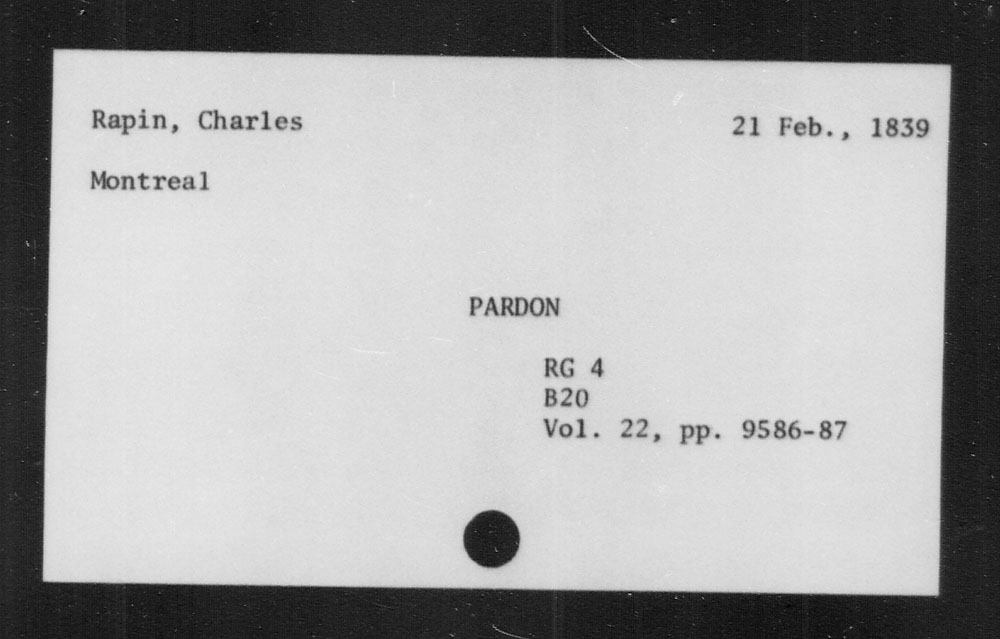 Rapin, Charles 21 Feb., 1839
Montreal
PARDON
RG 4
B20
Vol. 22, pp. 9586-87